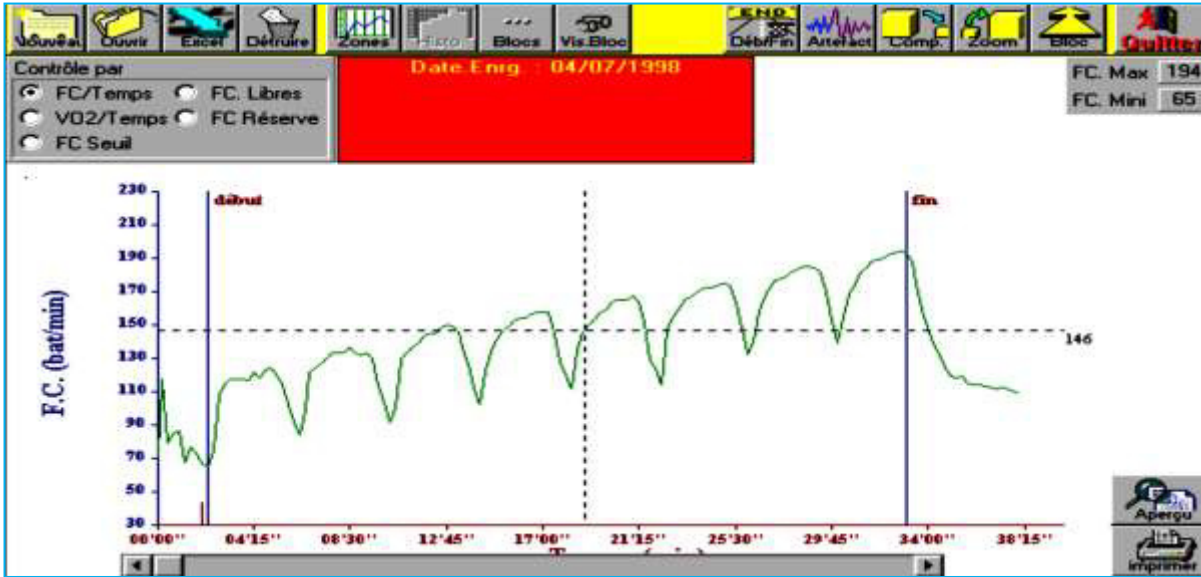 Nouveau Ouvrir Excel Détruire Zones Histo Blocs Vis.Bloc END Débr/Fin Artefact Comp. Zoom Bloc Quitter
Contrôle par
FC/Temps FC. Libres
VO2/Temps FC Réserve
FC Seuil
Date Enrg : 04/07/1998
FC. Max 194
FC. Mini 65
début
fin
F.C. (bat/min)
230
210
190
170
150
130
110
90
70
50
30
146
00'00'' 04'15'' 08'30'' 12'45'' 17'00'' 21'15'' 25'30'' 29'45'' 34'00'' 38'15''
Aperçu
Imprimer